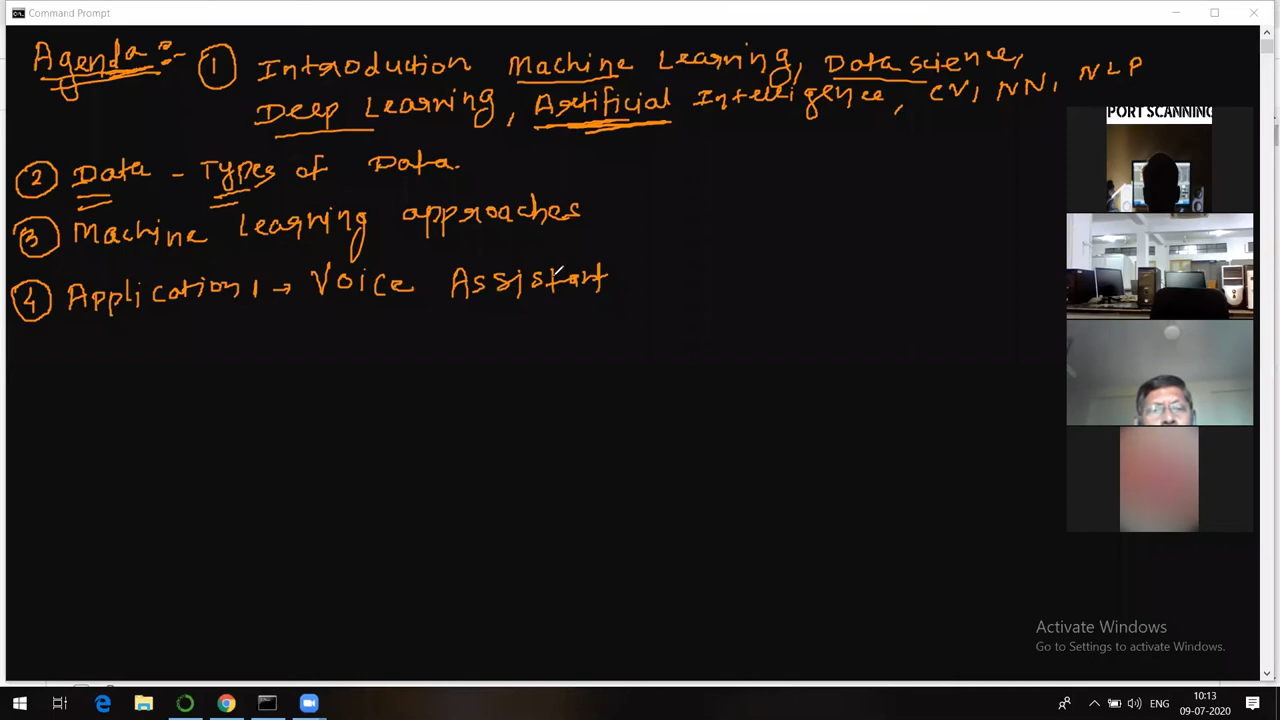 Command Prompt
Agenda :- ① Introduction Machine Learning, Data science,
Deep Learning, Artificial Intelligence, CV, NN, NLP
② Data - Types of Data.
③ Machine Learning approaches
④ Application 1 → Voice Assistant
PORT SCANNING
Activate Windows
Go to Settings to activate Windows.
ENG
10:13
09-07-2020